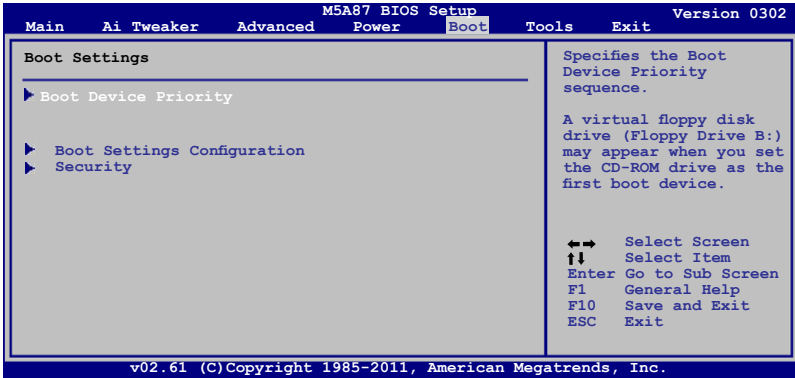 M5A87 BIOS Setup Version 0302
Main Ai Tweaker Advanced Power Boot Tools Exit
Boot Settings
Boot Device Priority
Boot Settings Configuration
Security
Specifies the Boot
Device Priority
sequence.
A virtual floppy disk
drive (Floppy Drive B:)
may appear when you set
the CD-ROM drive as the
first boot device.
←→ Select Screen
↑↓ Select Item
Enter Go to Sub Screen
F1 General Help
F10 Save and Exit
ESC Exit
v02.61 (C)Copyright 1985-2011, American Megatrends, Inc.